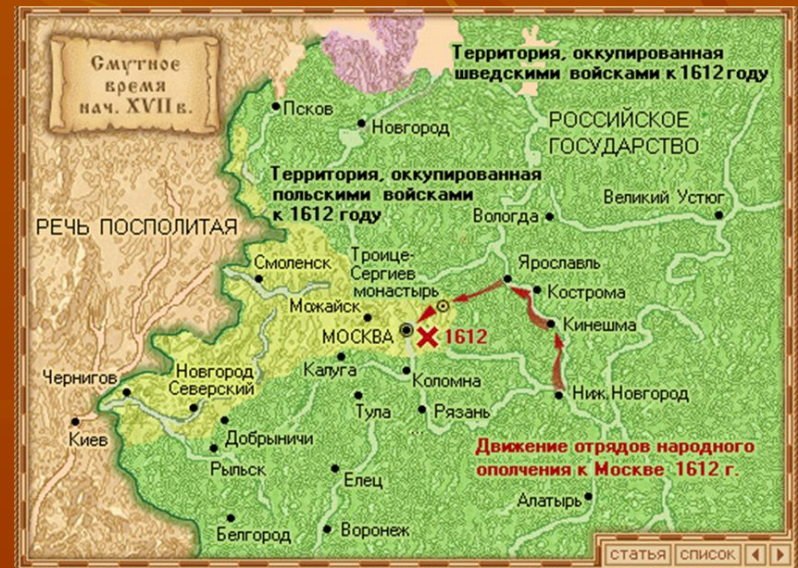 Смутное
время
нач. XVII в.
Территория, оккупированная
шведскими войсками к 1612 году
Псков
Новгород
РОССИЙСКОЕ
ГОСУДАРСТВО
Территория, оккупированная
польскими войсками
к 1612 году
Великий Устюг
Вологда
РЕЧЬ ПОСПОЛИТАЯ
Смоленск
Троице-
Сергиев
монастырь
Ярославль
Кострома
Можайск
Кинешма
МОСКВА
1612
Новгород
Северский
Калуга
Коломна
Чернигов
Ниж. Новгород
Тула
Рязань
Киев
Добрыничи
Рыльск
Движение отрядов народного
ополчения к Москве 1612 г.
Елец
Алатырь
Белгород
Воронеж
статья
список